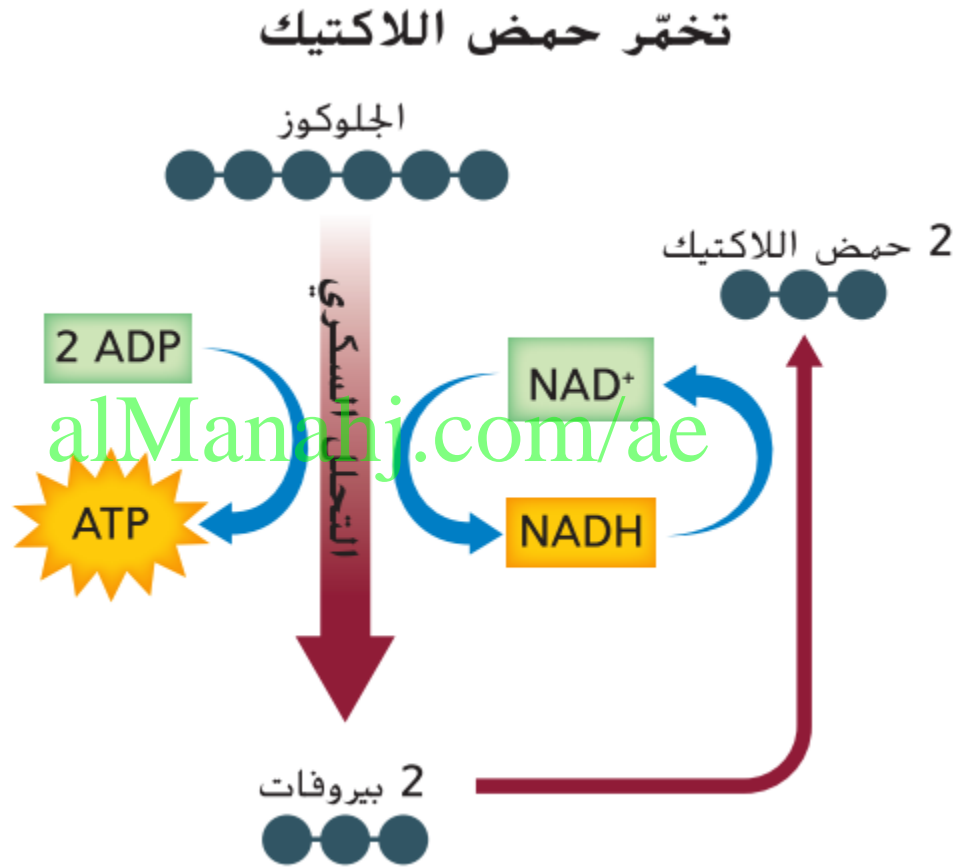 تخمّر حمض اللاكتيك
الجلوكوز
2 حمض اللاكتيك
التحلل السكري
2 ADP
NAD⁺
alManahj.com/ae
ATP
NADH
2 بيروفات